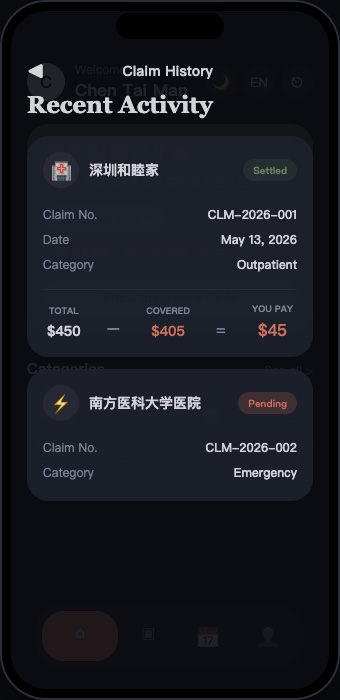 Welcome
Claim History
Chen Tai Man
EN
Recent Activity
深圳和睦家
Settled
Claim No.
CLM-2026-001
Date
May 13, 2026
Category
Outpatient
TOTAL
COVERED
YOU PAY
$450
—
$405
=
$45
Categories
南方医科大学医院
Pending
Claim No.
CLM-2026-002
Category
Emergency
17